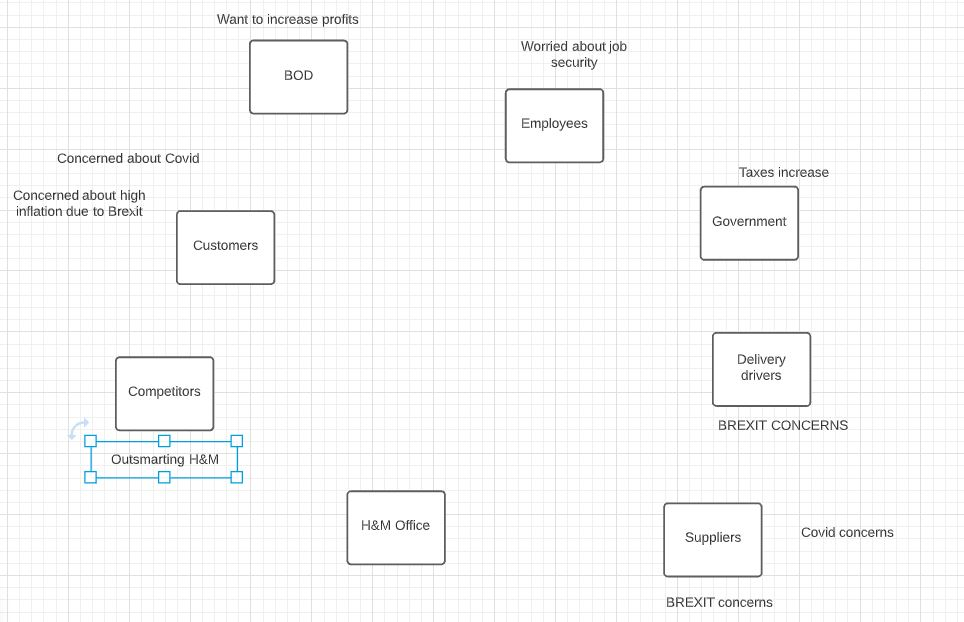 Want to increase profits
BOD
Worried about job
security
Employees
Concerned about Covid
Concerned about high
inflation due to Brexit
Customers
Taxes increase
Government
Competitors
Outsmarting H&M
Delivery
drivers
BREXIT CONCERNS
H&M Office
Suppliers
Covid concerns
BREXIT concerns